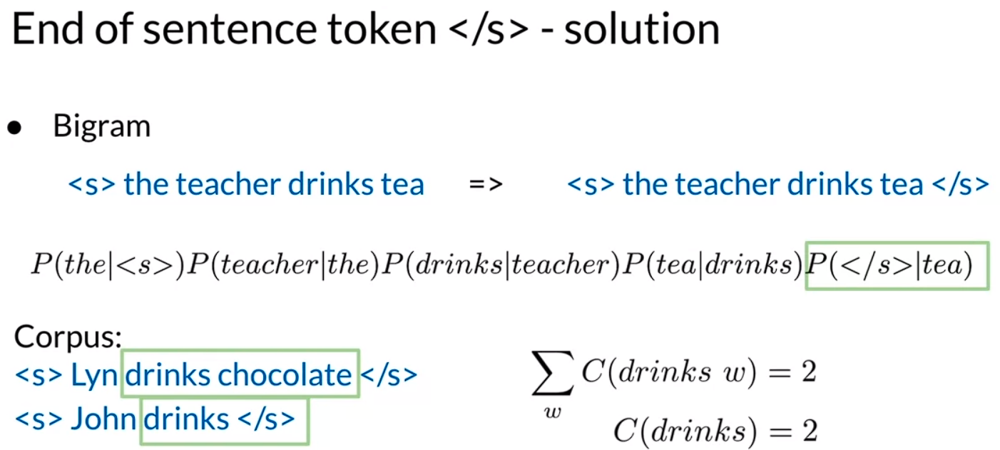 End of sentence token </s> - solution
● Bigram
<s> the teacher drinks tea => <s> the teacher drinks tea </s>
P(the|<s>)P(teacher|the)P(drinks|teacher)P(tea|drinks)P(</s>|tea)
Corpus:
<s> Lyn drinks chocolate </s>
<s> John drinks </s>
∑_w C(drinks w) = 2
C(drinks) = 2